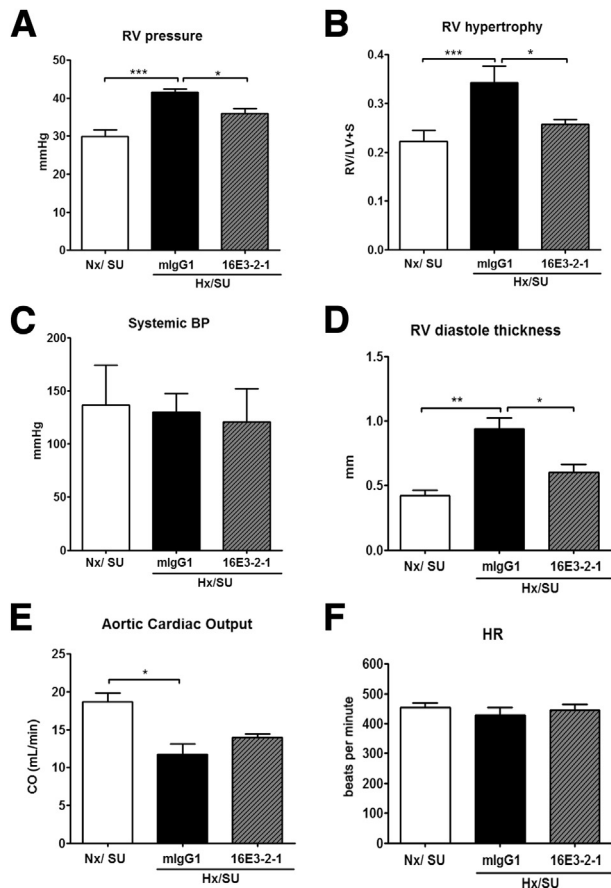 A
RV pressure
***
*
mmHg
50
40
30
20
10
0
Nx/ SU
mIgG1
16E3-2-1
Hx/SU
B
RV hypertrophy
***
*
RV/LV+S
0.4
0.3
0.2
0.1
0.0
Nx/ SU
mIgG1
16E3-2-1
Hx/SU
C
Systemic BP
mmHg
200
150
100
50
0
Nx/ SU
mIgG1
16E3-2-1
Hx/SU
D
RV diastole thickness
**
*
mm
1.5
1.0
0.5
0.0
Nx/ SU
mIgG1
16E3-2-1
Hx/SU
E
Aortic Cardiac Output
*
CO (mL/min)
25
20
15
10
5
0
Nx/ SU
mIgG1
16E3-2-1
Hx/SU
F
HR
beats per minute
600
500
400
300
200
100
0
Nx/ SU
mIgG1
16E3-2-1
Hx/SU